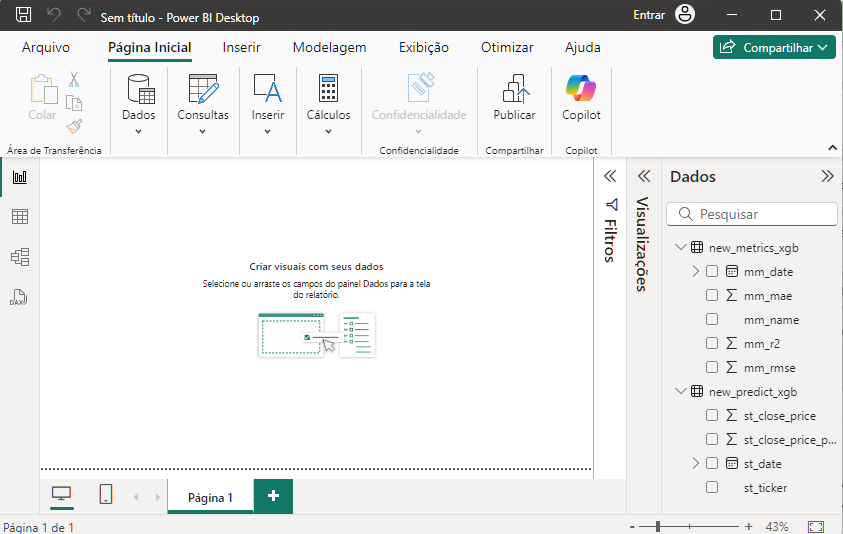 Sem título - Power BI Desktop
Entrar
Arquivo
Página Inicial
Inserir
Modelagem
Exibição
Otimizar
Ajuda
Compartilhar
Colar
Dados
Consultas
Inserir
Cálculos
Confidencialidade
Publicar
Copilot
Área de Transferência
Confidencialidade
Compartilhar
Copilot
DAX
Criar visuais com seus dados
Selecione ou arraste os campos do painel Dados para a tela
do relatório.
Filtros
Visualizações
Dados
Pesquisar
new_metrics_xgb
mm_date
mm_mae
mm_name
mm_r2
mm_rmse
new_predict_xgb
st_close_price
st_close_price_p...
st_date
st_ticker
Página 1
Página 1 de 1
- + 43%